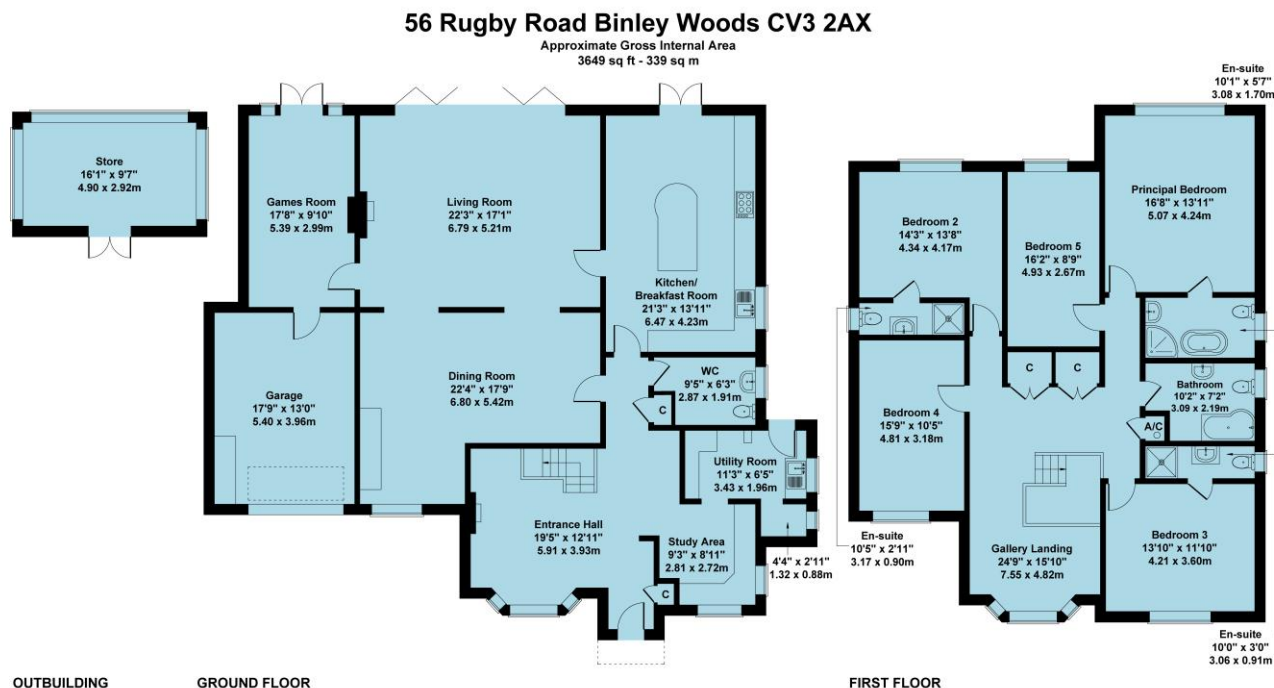 56 Rugby Road Binley Woods CV3 2AX
Approximate Gross Internal Area
3649 sq ft - 339 sq m
Store
16'1" x 9'7"
4.90 x 2.92m
Games Room
17'8" x 9'10"
5.39 x 2.99m
Living Room
22'3" x 17'1"
6.79 x 5.21m
Kitchen/
Breakfast Room
21'3" x 13'11"
6.47 x 4.23m
Garage
17'9" x 13'0"
5.40 x 3.96m
Dining Room
22'4" x 17'9"
6.80 x 5.42m
WC
9'5" x 6'3"
2.87 x 1.91m
C
Utility Room
11'3" x 6'5"
3.43 x 1.96m
Entrance Hall
19'5" x 12'11"
5.91 x 3.93m
Study Area
9'3" x 8'11"
2.81 x 2.72m
4'4" x 2'11"
1.32 x 0.88m
C
En-suite
10'1" x 5'7"
3.08 x 1.70m
Principal Bedroom
16'8" x 13'11"
5.07 x 4.24m
Bedroom 2
14'3" x 13'8"
4.34 x 4.17m
Bedroom 5
16'2" x 8'9"
4.93 x 2.67m
C
C
Bathroom
10'2" x 7'2"
3.09 x 2.19m
A/C
Bedroom 4
15'9" x 10'5"
4.81 x 3.18m
En-suite
10'5" x 2'11"
3.17 x 0.90m
Gallery Landing
24'9" x 15'10"
7.55 x 4.82m
Bedroom 3
13'10" x 11'10"
4.21 x 3.60m
En-suite
10'0" x 3'0"
3.06 x 0.91m
OUTBUILDING
GROUND FLOOR
FIRST FLOOR